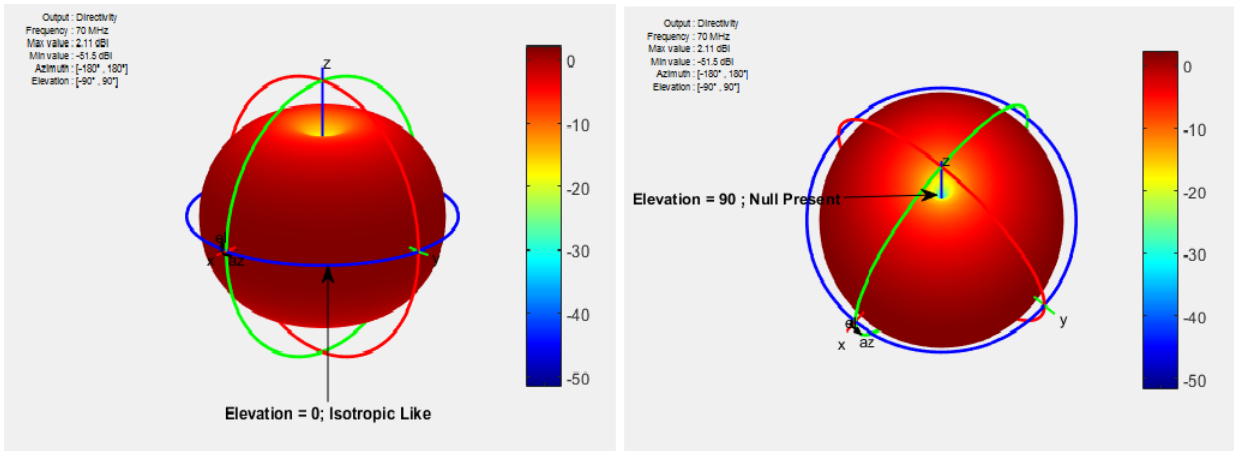 Output : Directivity
Frequency : 70 MHz
Max value : 2.11 dBi
Min value : -51.5 dBi
Azimuth : [-180° , 180°]
Elevation : [-90° , 90°]
z
x
az
y
0
-10
-20
-30
-40
-50
Elevation = 0; Isotropic Like
Output : Directivity
Frequency : 70 MHz
Max value : 2.11 dBi
Min value : -51.5 dBi
Azimuth : [-180° , 180°]
Elevation : [-90° , 90°]
z
Elevation = 90 ; Null Present
x
az
y
0
-10
-20
-30
-40
-50